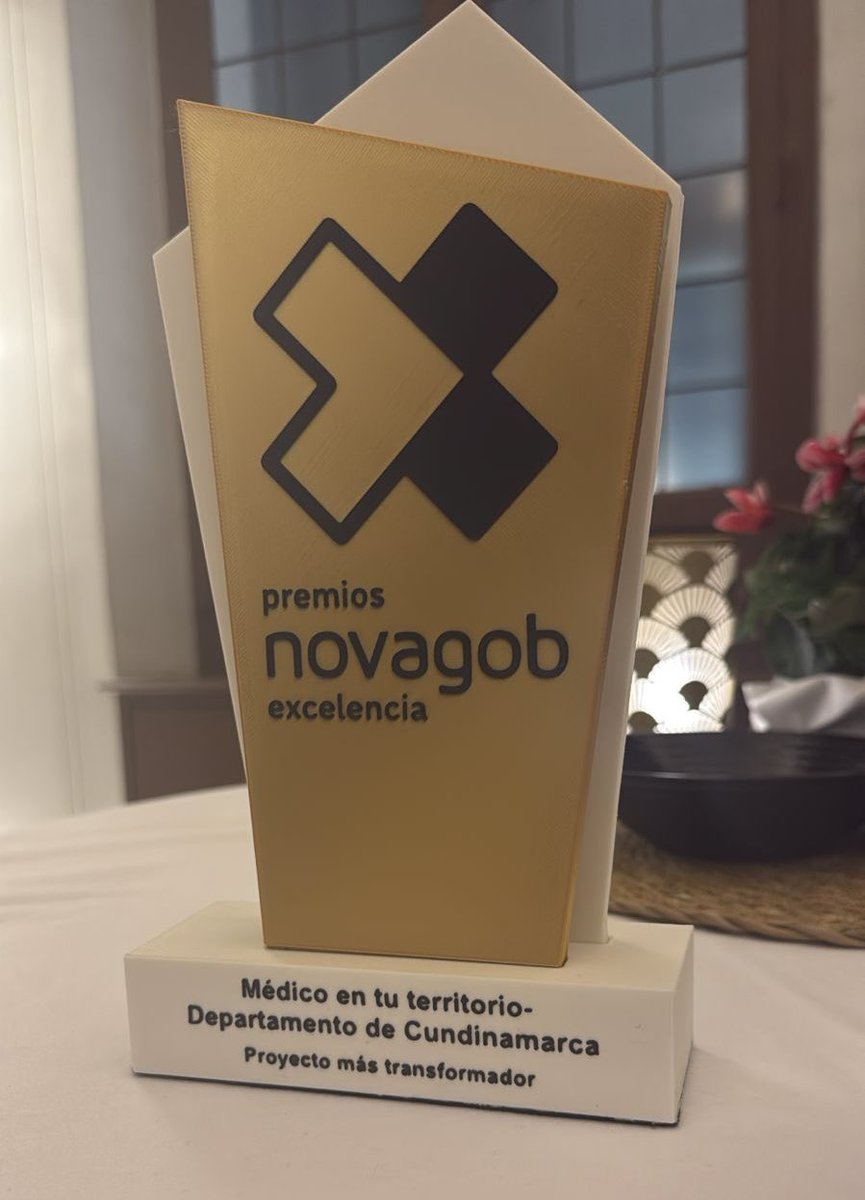 premios
novagob
excelencia
Médico en tu territorio-
Departamento de Cundinamarca
Proyecto más transformador